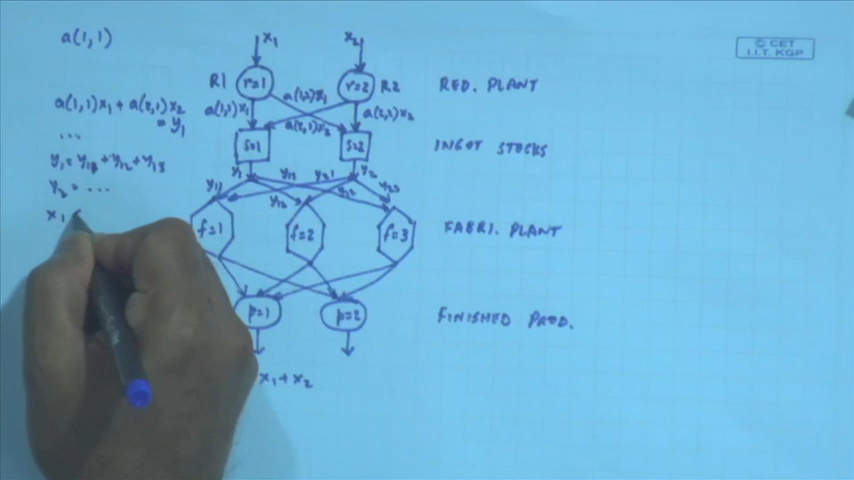 a(1,1)
x1 x2
© CET
I.I.T. KGP
R1 r=1 r=2 R2 RED. PLANT
a(1,1)x1 a(1,2)x1 a(2,1)x2 a(2,2)x2
a(1,1)x1 + a(2,1)x2
= y1
...
s=1 s=2 INGOT STOCKS
y1 = y11 + y12 + y13
y1 y13 y21 y2
y11 y12 y22 y23
y2 = ...
x1
f=1 f=2 f=3 FABRI. PLANT
p=1 p=2 FINISHED PROD.
x1 + x2